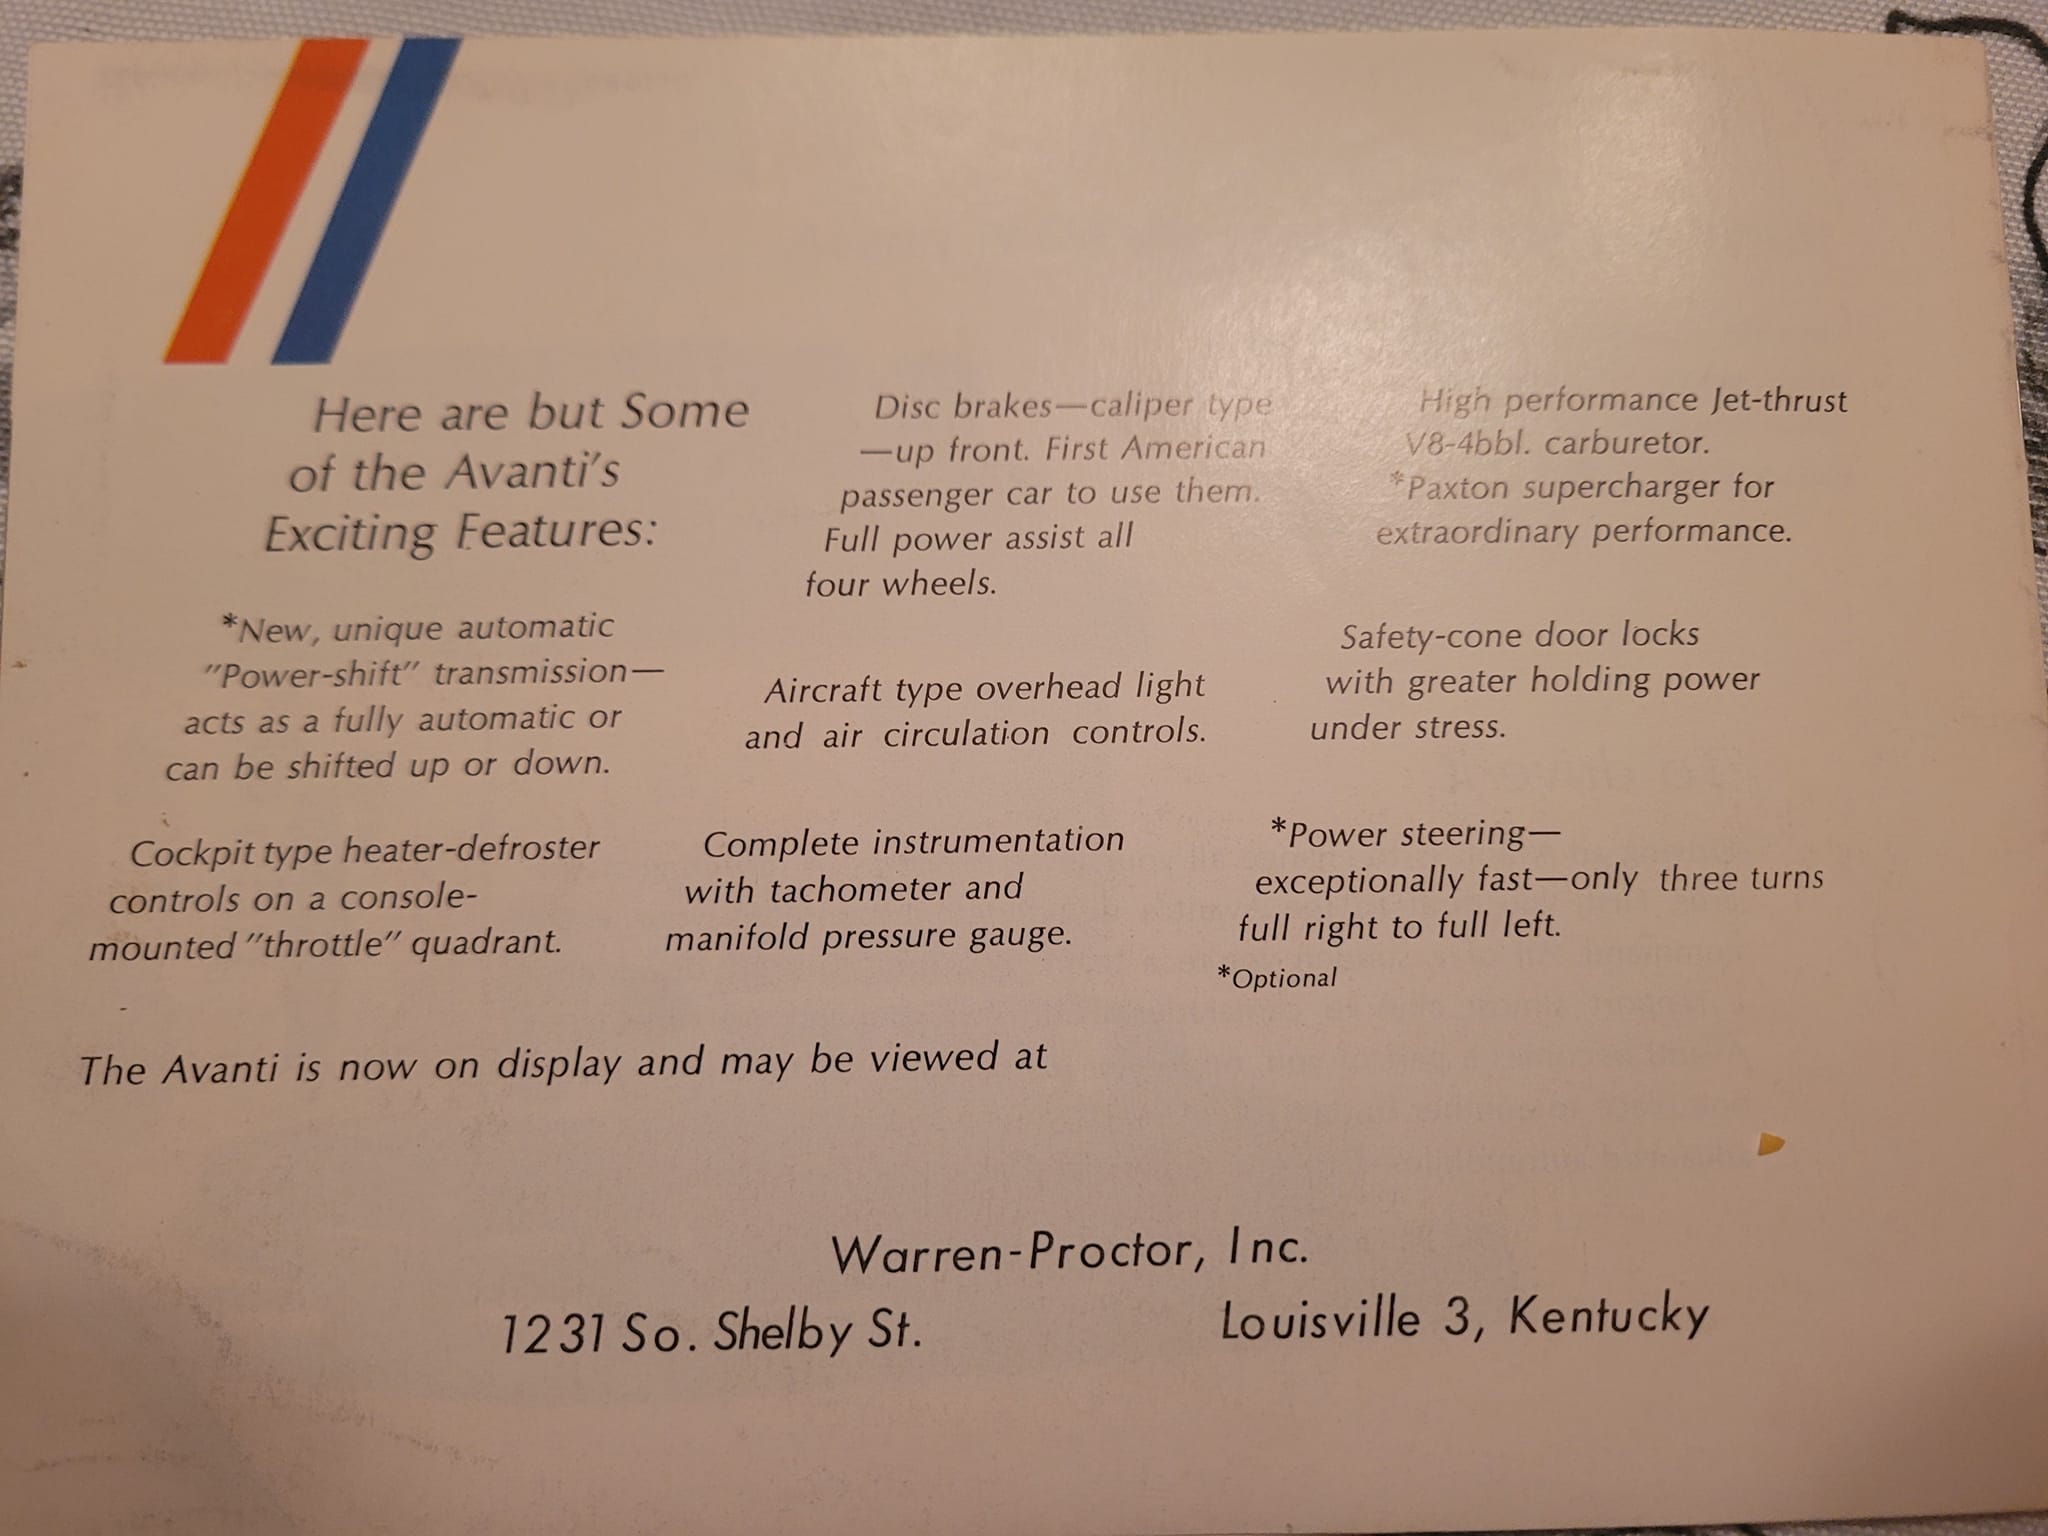 Here are but Some
of the Avanti's
Exciting Features:
*New, unique automatic
"Power-shift" transmission—
acts as a fully automatic or
can be shifted up or down.
Cockpit type heater-defroster
controls on a console-
mounted "throttle" quadrant.
Disc brakes—caliper type
—up front. First American
passenger car to use them.
Full power assist all
four wheels.
Aircraft type overhead light
and air circulation controls.
Complete instrumentation
with tachometer and
manifold pressure gauge.
High performance Jet-thrust
V8-4bbl. carburetor.
*Paxton supercharger for
extraordinary performance.
Safety-cone door locks
with greater holding power
under stress.
*Power steering—
exceptionally fast—only three turns
full right to full left.
*Optional
The Avanti is now on display and may be viewed at
Warren-Proctor, Inc.
1231 So. Shelby St. Louisville 3, Kentucky